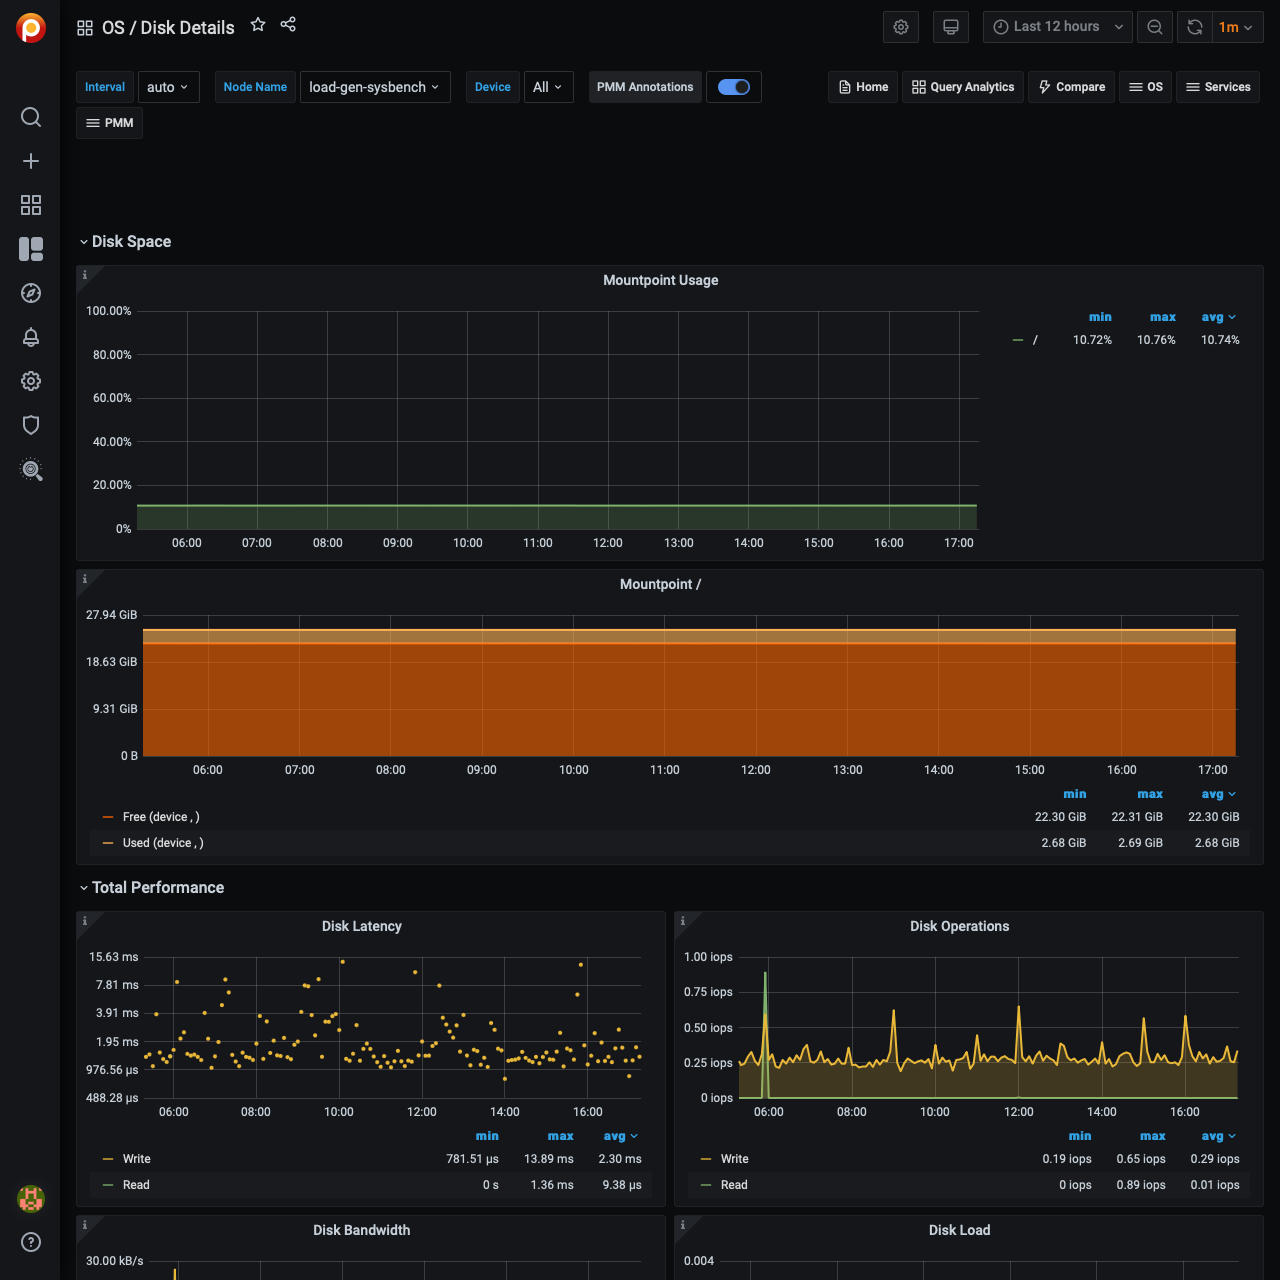 OS / Disk Details
Last 12 hours
1m
Interval auto Node Name load-gen-sysbench Device All PMM Annotations Home Query Analytics Compare OS Services
PMM
Disk Space
Mountpoint Usage
100.00%
80.00%
60.00%
40.00%
20.00%
0%
06:00 07:00 08:00 09:00 10:00 11:00 12:00 13:00 14:00 15:00 16:00 17:00
min max avg
/ 10.72% 10.76% 10.74%
Mountpoint /
27.94 GiB
18.63 GiB
9.31 GiB
0 B
06:00 07:00 08:00 09:00 10:00 11:00 12:00 13:00 14:00 15:00 16:00 17:00
min max avg
Free (device , ) 22.30 GiB 22.31 GiB 22.30 GiB
Used (device , ) 2.68 GiB 2.69 GiB 2.68 GiB
Total Performance
Disk Latency
15.63 ms
7.81 ms
3.91 ms
1.95 ms
976.56 µs
488.28 µs
06:00 08:00 10:00 12:00 14:00 16:00
min max avg
Write 781.51 µs 13.89 ms 2.30 ms
Read 0 s 1.36 ms 9.38 µs
Disk Operations
1.00 iops
0.75 iops
0.50 iops
0.25 iops
0 iops
06:00 08:00 10:00 12:00 14:00 16:00
min max avg
Write 0.19 iops 0.65 iops 0.29 iops
Read 0 iops 0.89 iops 0.01 iops
Disk Bandwidth
30.00 kB/s
Disk Load
0.004